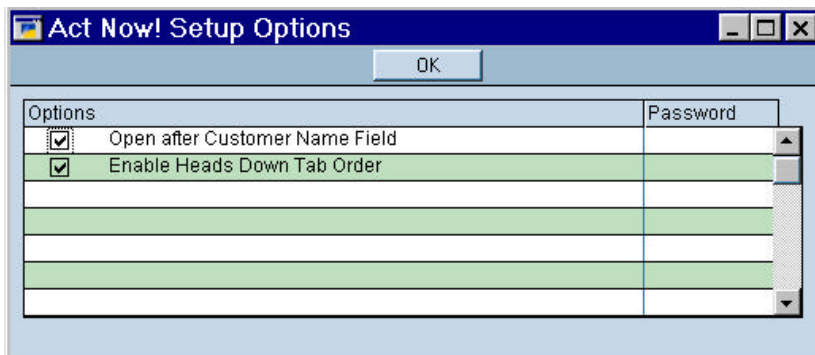 Act Now! Setup Options
OK
Options Password
Open after Customer Name Field
Enable Heads Down Tab Order